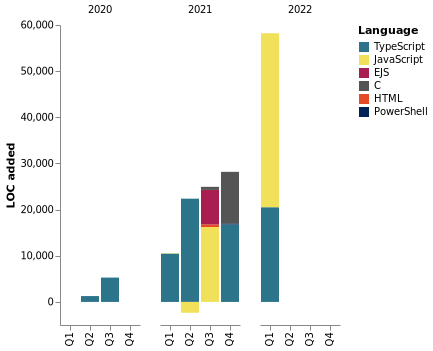 2020 2021 2022
60,000
50,000
40,000
30,000
20,000
10,000
0
LOC added
Q1 Q2 Q3 Q4 Q1 Q2 Q3 Q4 Q1 Q2 Q3 Q4
Language
TypeScript
JavaScript
EJS
C
HTML
PowerShell